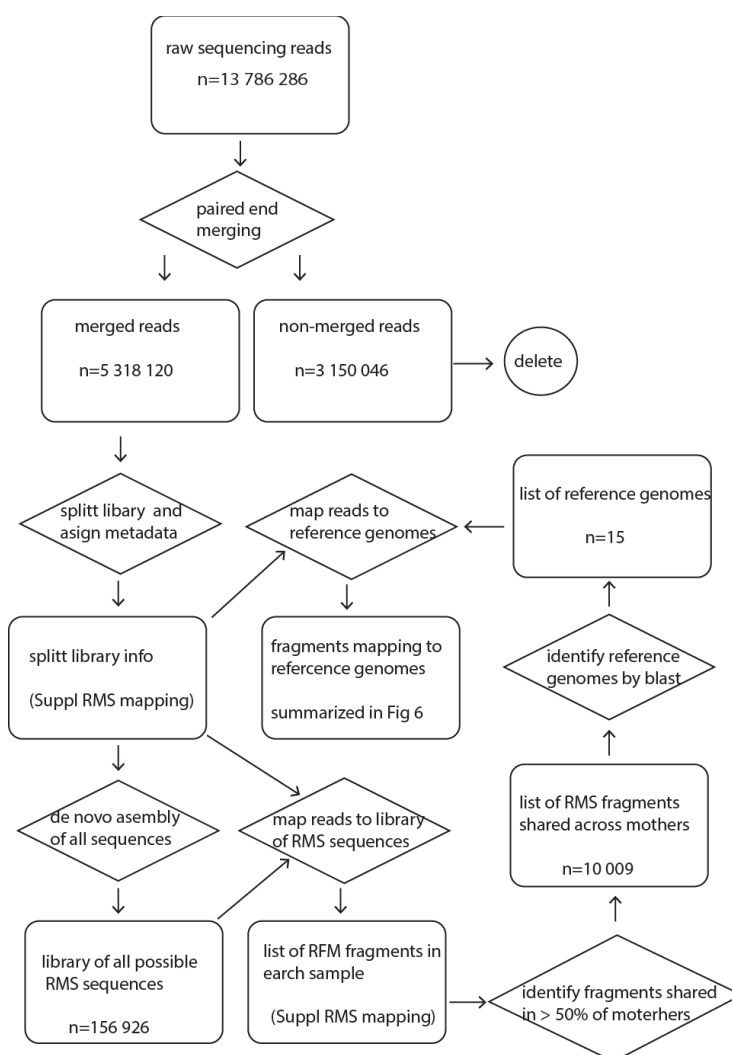 raw sequencing reads
n=13 786 286
paired end
merging
merged reads
n=5 318 120
non-merged reads
n=3 150 046
delete
splitt libary and
asign metadata
map reads to
reference genomes
list of reference genomes
n=15
splitt library info
(Suppl RMS mapping)
fragments mapping to
refercence genomes
summarized in Fig 6
identify reference
genomes by blast
de novo asembly
of all sequences
map reads to library
of RMS sequences
list of RMS fragments
shared across mothers
n=10 009
library of all possible
RMS sequences
n=156 926
list of RFM fragments in
earch sample
(Suppl RMS mapping)
identify fragments shared
in > 50% of moterhers